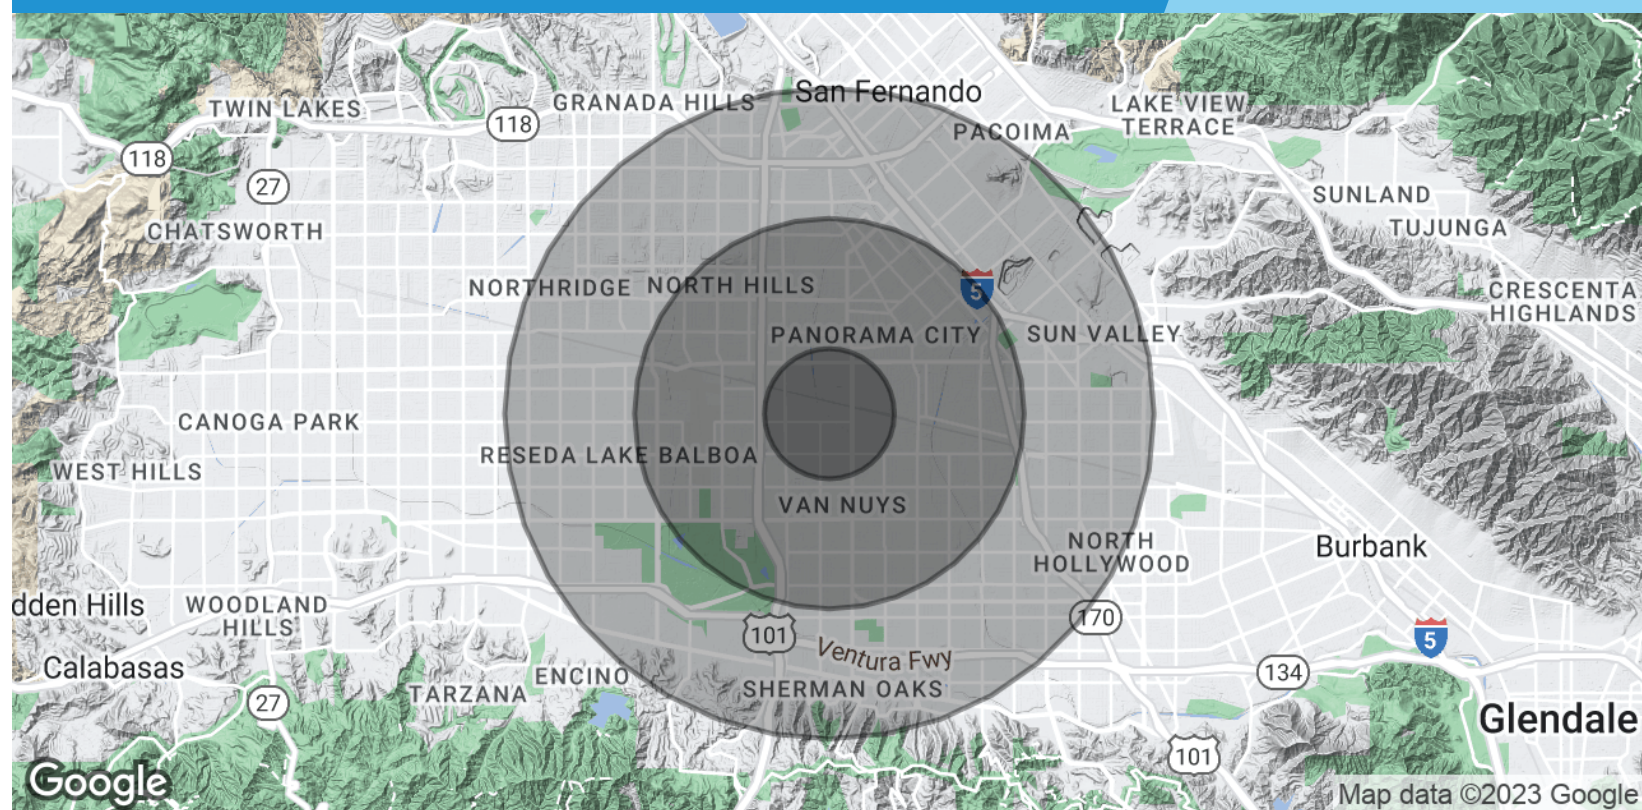 San Fernando
TWIN LAKES
GRANADA HILLS
LAKE VIEW
TERRACE
118
PACOIMA
118
27
SUNLAND
CHATSWORTH
TUJUNGA
NORTHRIDGE
NORTH HILLS
5
CRESCENTA
HIGHLANDS
PANORAMA CITY
SUN VALLEY
CANOGA PARK
RESEDA
LAKE BALBOA
WEST HILLS
VAN NUYS
NORTH
HOLLYWOOD
Burbank
dden Hills
WOODLAND
HILLS
170
101
5
Ventura Fwy
Calabasas
ENCINO
134
TARZANA
SHERMAN OAKS
27
Glendale
101
Google
Map data ©2023 Google